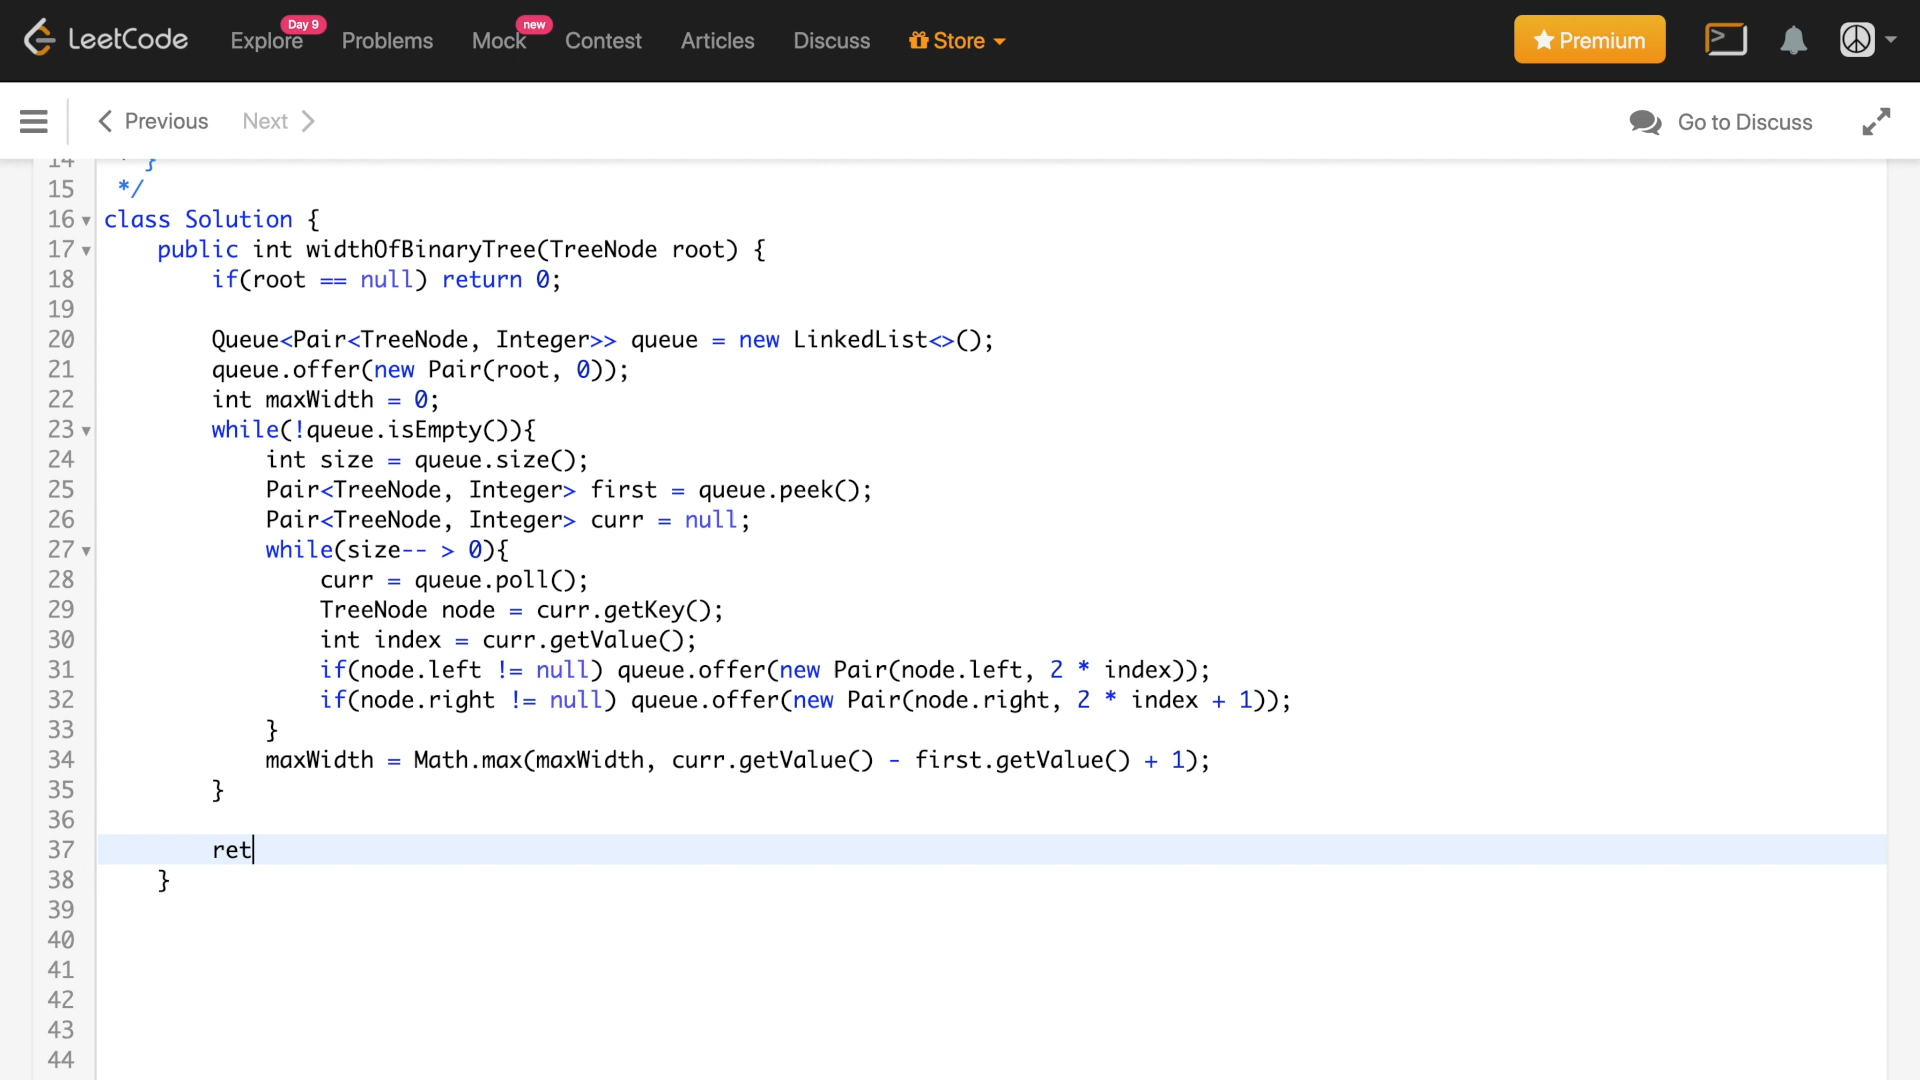 LeetCode Explore Day 9 Problems Mock new Contest Articles Discuss Store Premium
Previous Next Go to Discuss
14 * }
15 */
16 class Solution {
17 public int widthOfBinaryTree(TreeNode root) {
18 if(root == null) return 0;
19
20 Queue<Pair<TreeNode, Integer>> queue = new LinkedList<>();
21 queue.offer(new Pair(root, 0));
22 int maxWidth = 0;
23 while(!queue.isEmpty()){
24 int size = queue.size();
25 Pair<TreeNode, Integer> first = queue.peek();
26 Pair<TreeNode, Integer> curr = null;
27 while(size-- > 0){
28 curr = queue.poll();
29 TreeNode node = curr.getKey();
30 int index = curr.getValue();
31 if(node.left != null) queue.offer(new Pair(node.left, 2 * index));
32 if(node.right != null) queue.offer(new Pair(node.right, 2 * index + 1));
33 }
34 maxWidth = Math.max(maxWidth, curr.getValue() - first.getValue() + 1);
35 }
36
37 ret
38 }
39
40
41
42
43
44